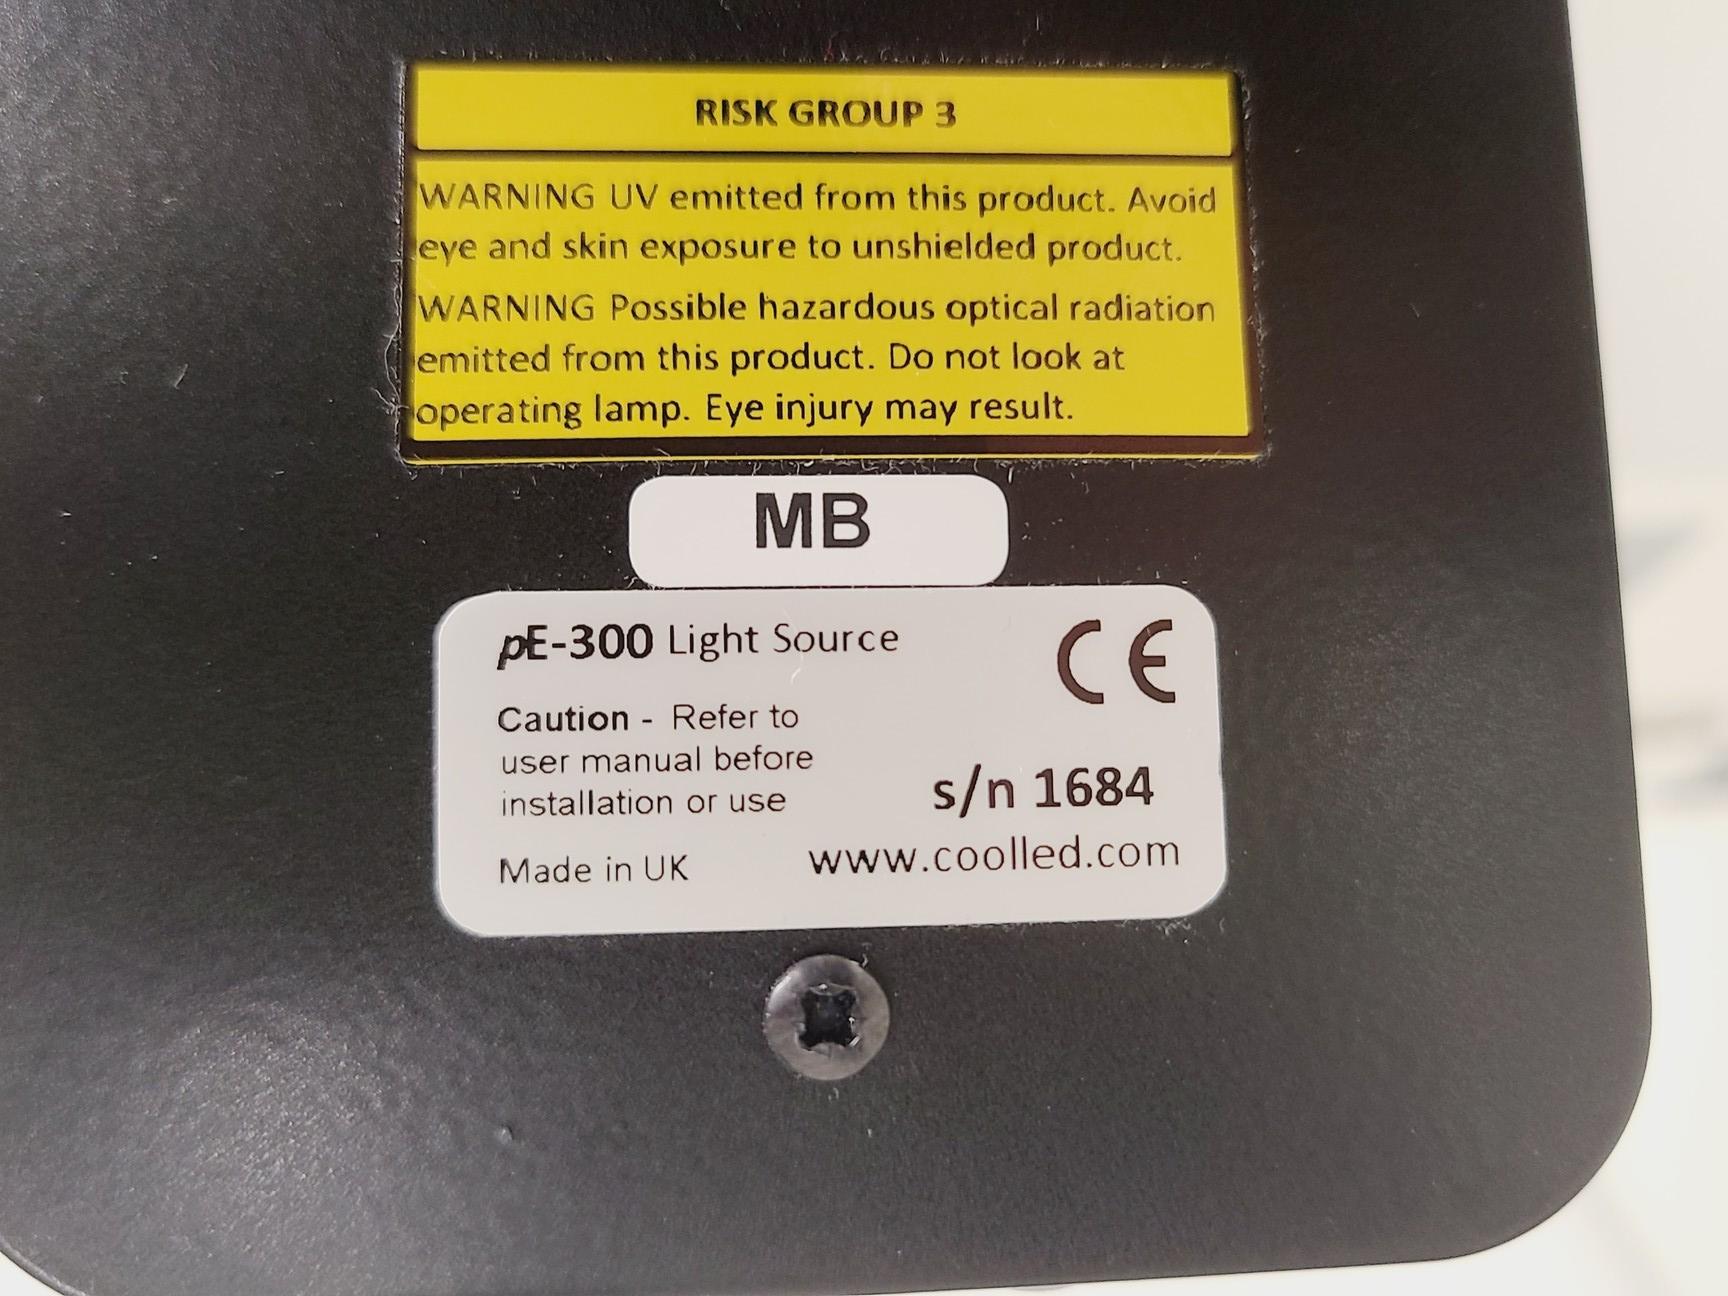 RISK GROUP 3
WARNING UV emitted from this product. Avoid
eye and skin exposure to unshielded product.
WARNING Possible hazardous optical radiation
emitted from this product. Do not look at
operating lamp. Eye injury may result.
MB
pE-300 Light Source
CE
Caution - Refer to
user manual before
installation or use
s/n 1684
Made in UK
www.coolled.com